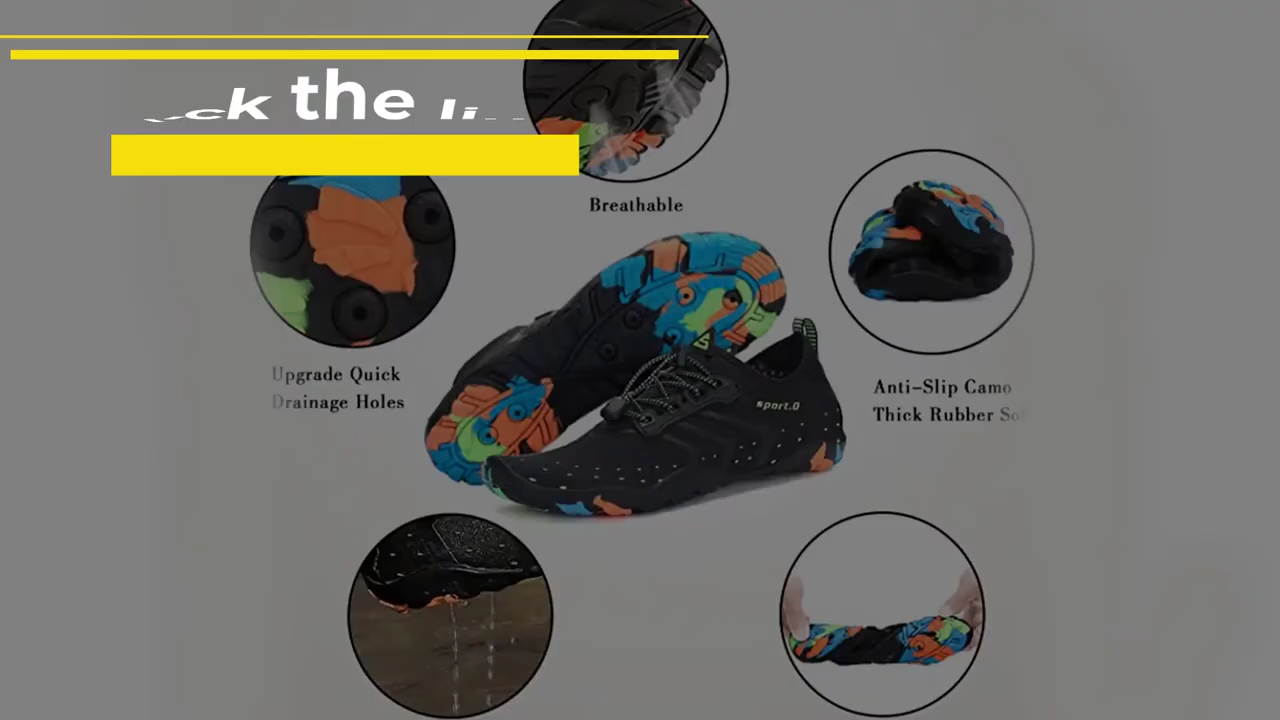 the
Breathable
Upgrade Quick
Drainage Holes
Anti-Slip Camo
Thick Rubber
sport.0